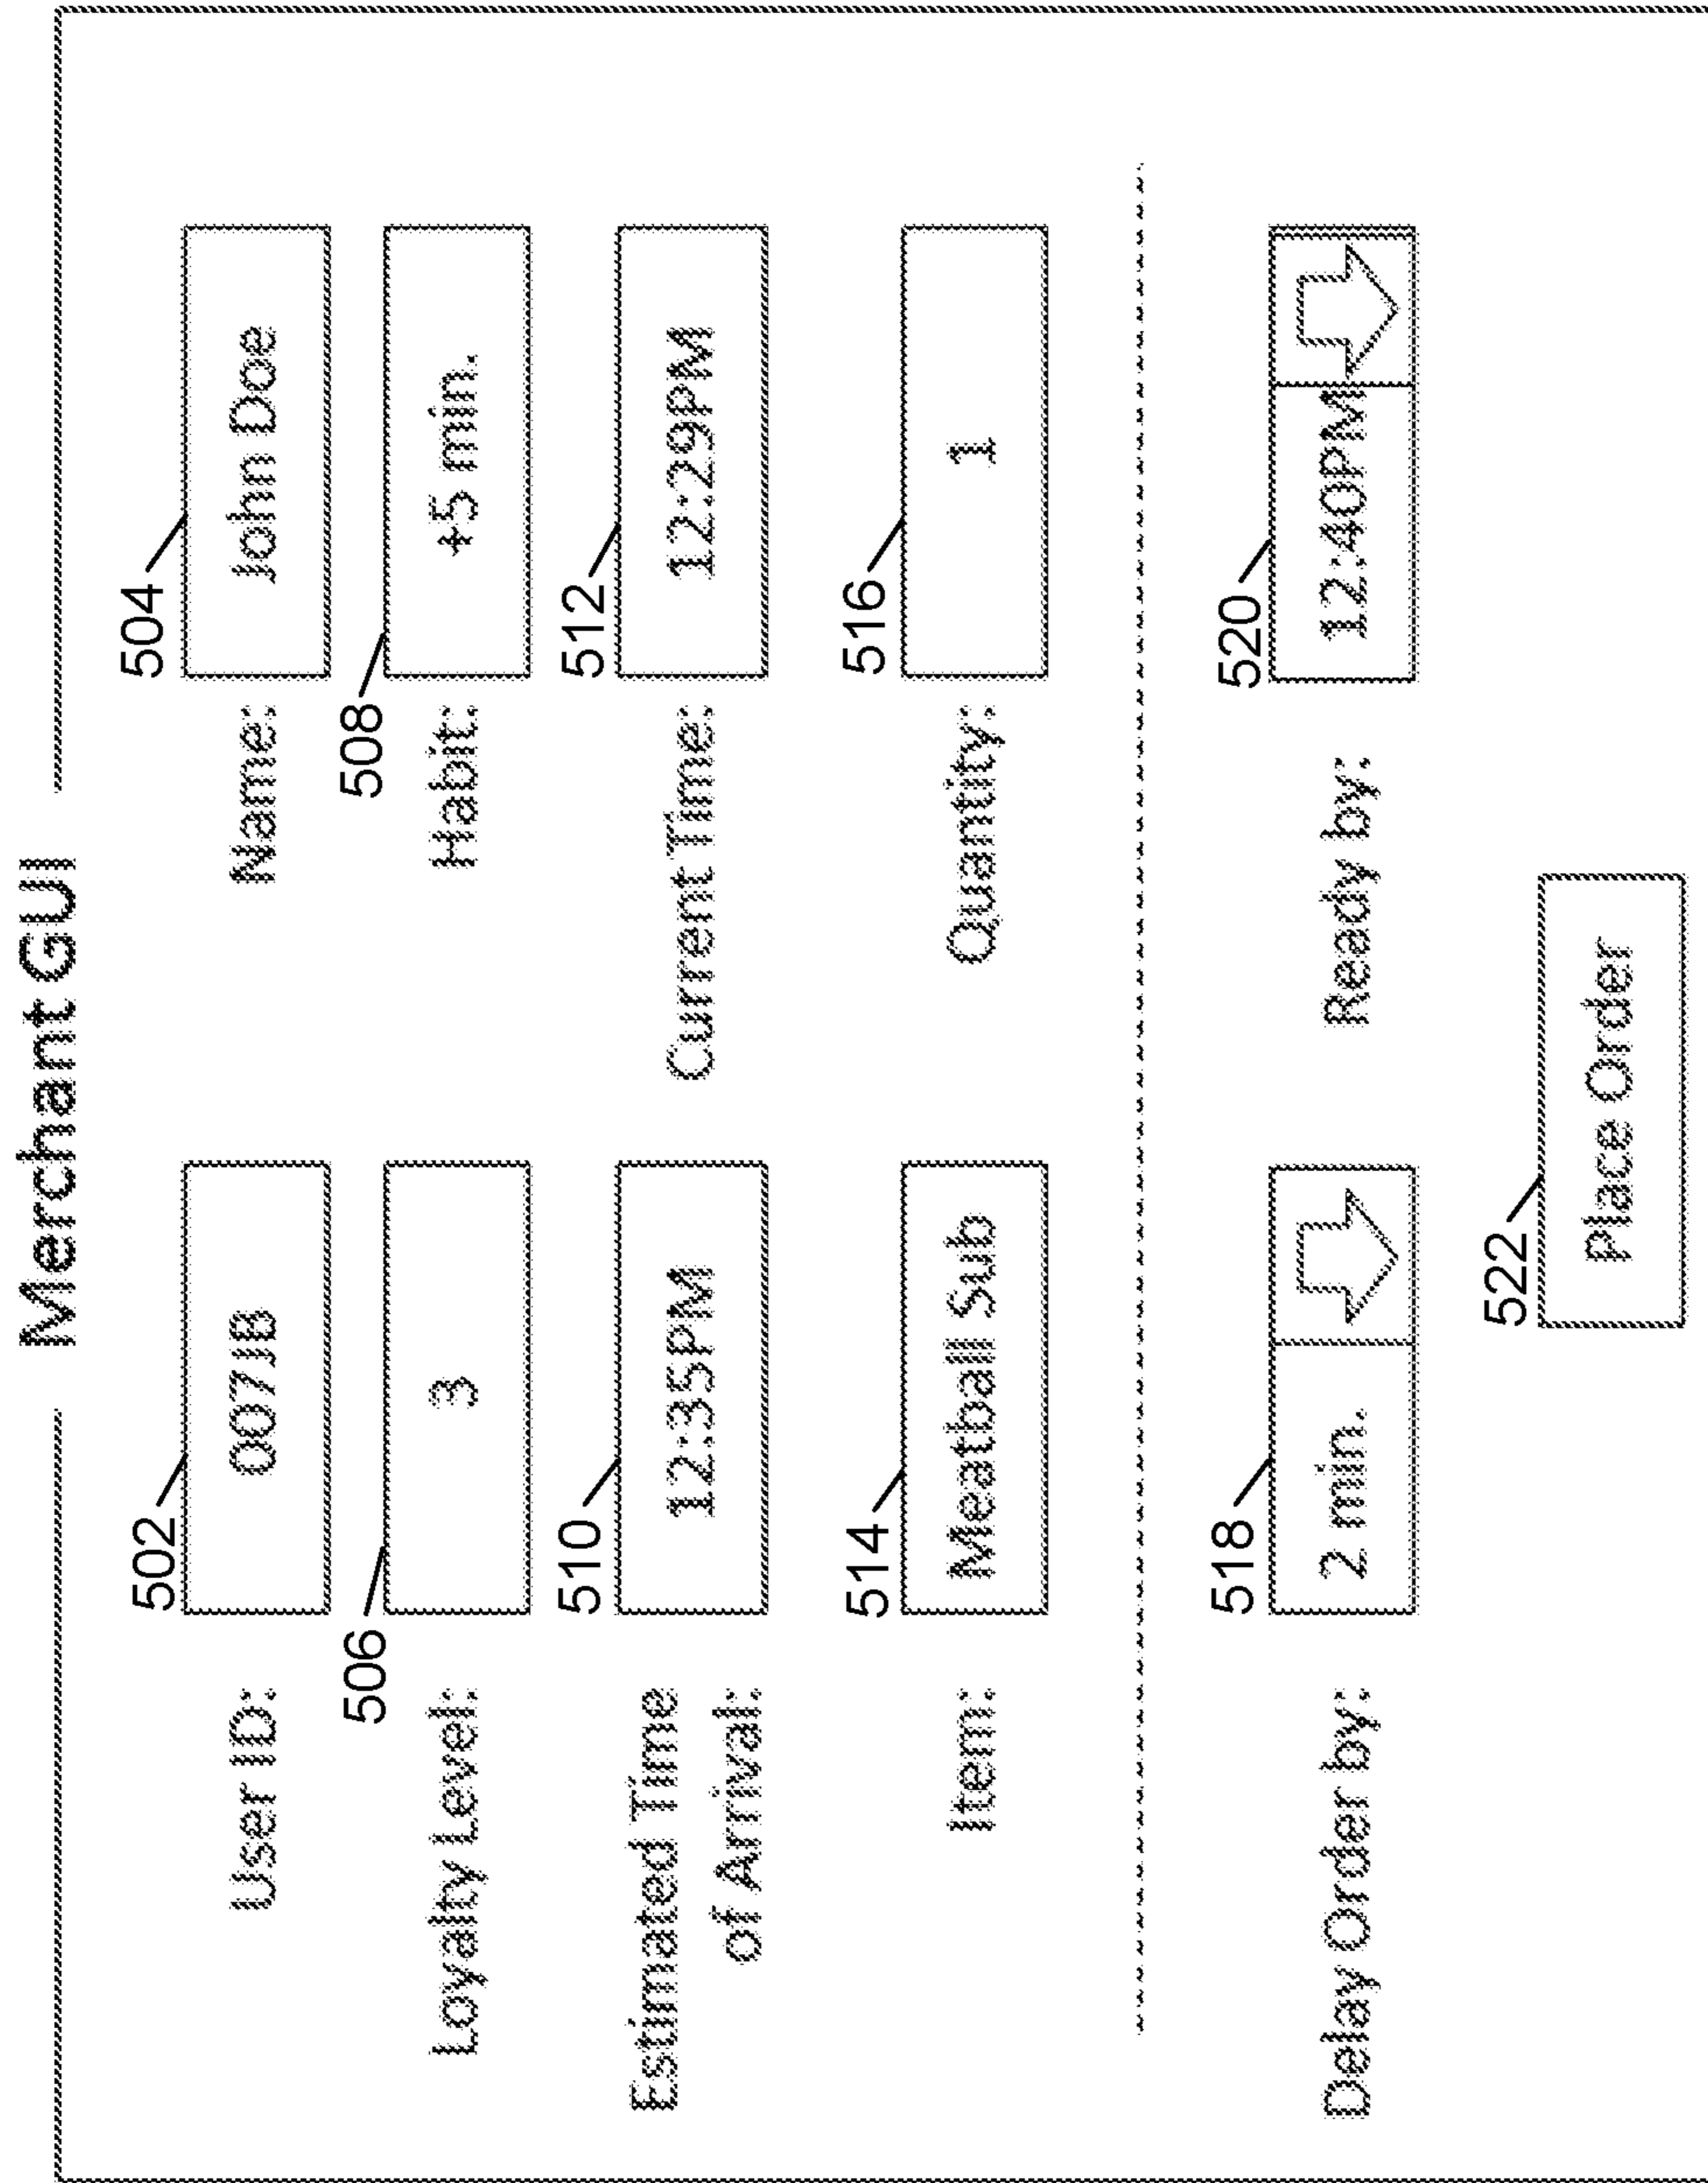 Merchant GUI
502 504
User ID: 007JB Name: John Doe
506 508
Loyalty Level: 3 Habit: +5 min.
510 512
Estimated Time 12:35PM Current Time: 12:29PM
of Arrival:
514 516
Item: Meatball Sub Quantity: 1
518 520
Delay Order by: 2 min. Ready by: 12:40PM
522
Place Order